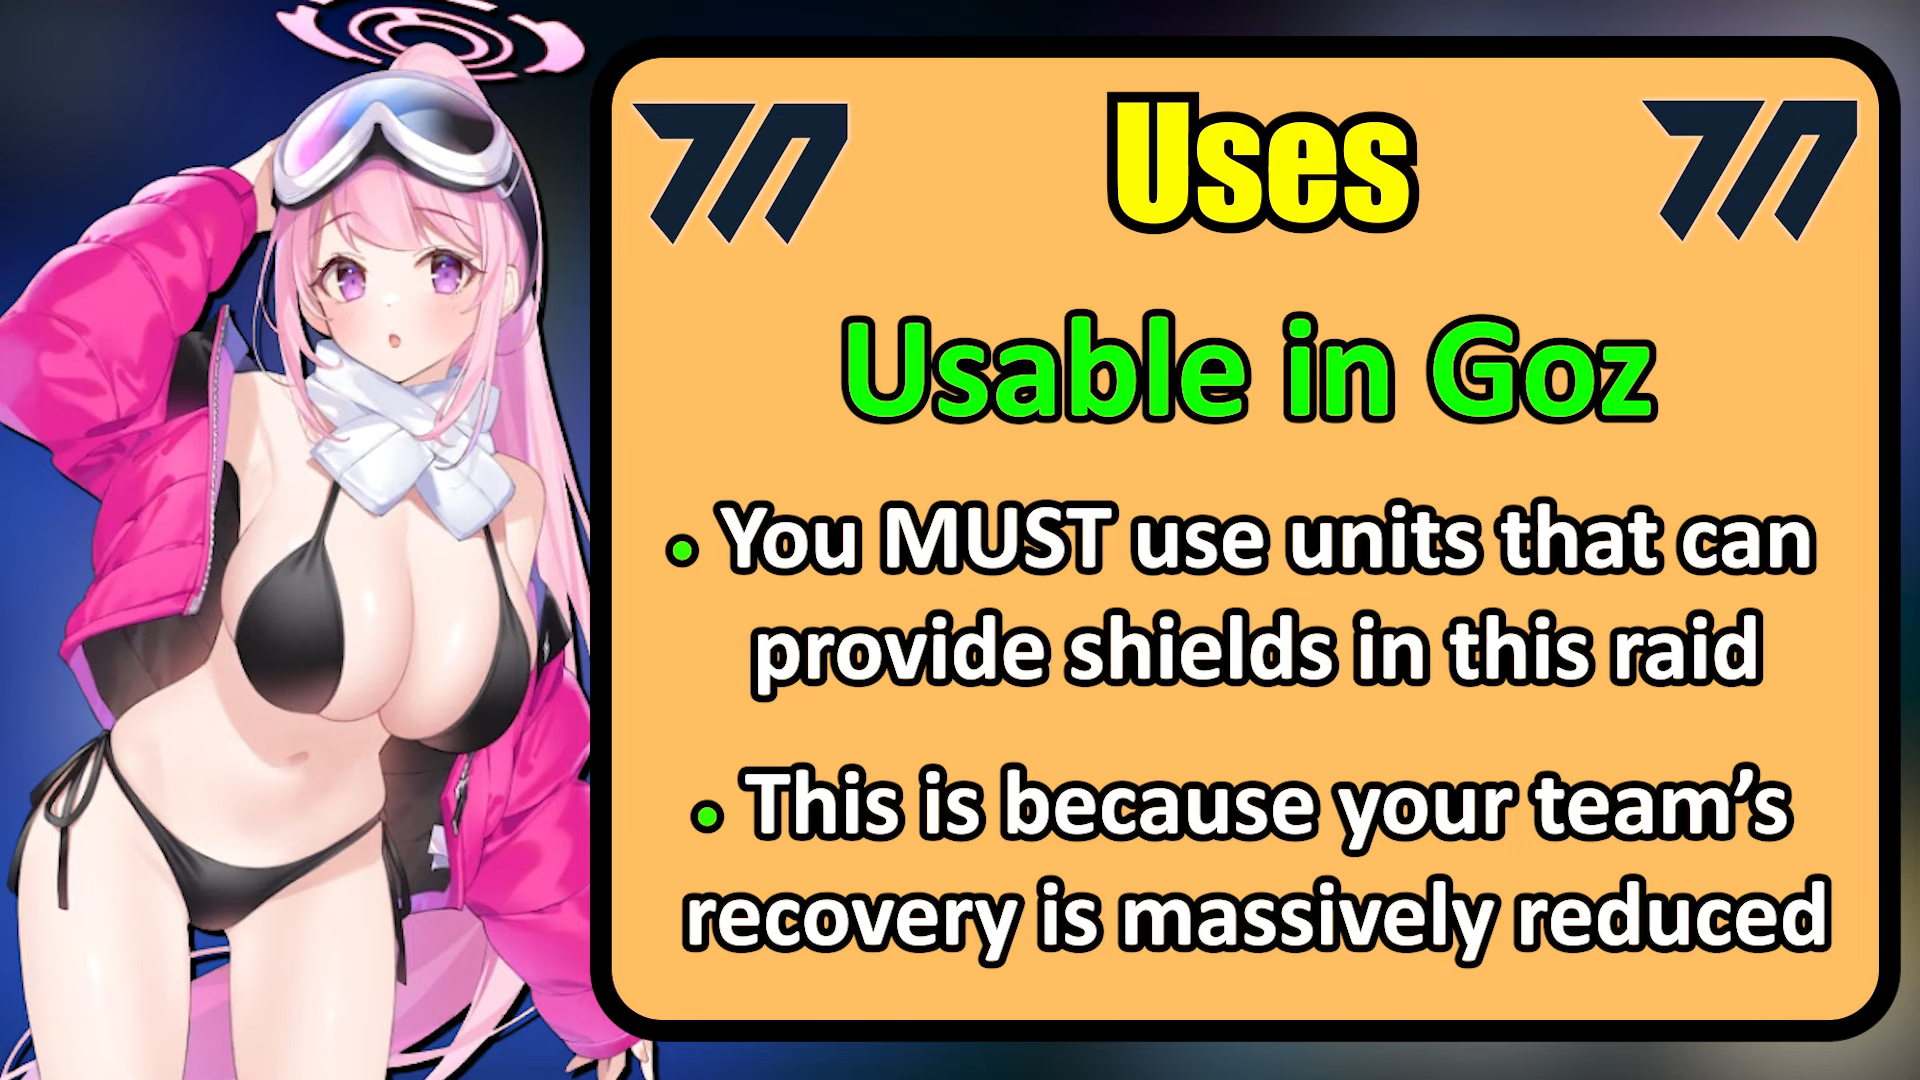 Uses
Usable in Goz
• You MUST use units that can
provide shields in this raid
• This is because your team’s
recovery is massively reduced